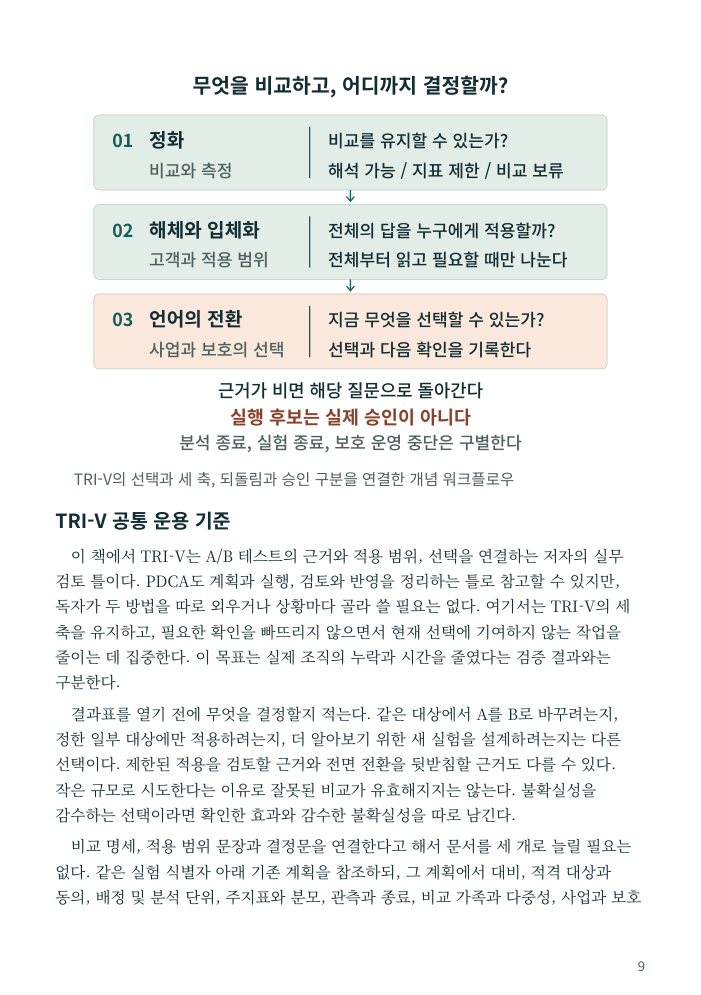 무엇을 비교하고, 어디까지 결정할까?
01 정화 비교를 유지할 수 있는가?
비교와 측정 해석 가능 / 지표 제한 / 비교 보류
↓
02 해체와 입체화 전체의 답을 누구에게 적용할까?
고객과 적용 범위 전체부터 읽고 필요할 때만 나눈다
↓
03 언어의 전환 지금 무엇을 선택할 수 있는가?
사업과 보호의 선택 선택과 다음 확인을 기록한다
근거가 비면 해당 질문으로 돌아간다
실행 후보는 실제 승인이 아니다
분석 종료, 실험 종료, 보호 운영 중단은 구별한다
TRI-V의 선택과 세 축, 되돌림과 승인 구분을 연결한 개념 워크플로우
TRI-V 공통 운용 기준
이 책에서 TRI-V는 A/B 테스트의 근거와 적용 범위, 선택을 연결하는 저자의 실무
검토 틀이다. PDCA도 계획과 실행, 검토와 반영을 정리하는 틀로 참고할 수 있지만,
독자가 두 방법을 따로 외우거나 상황마다 골라 쓸 필요는 없다. 여기서는 TRI-V의 세
축을 유지하고, 필요한 확인을 빠뜨리지 않으면서 현재 선택에 기여하지 않는 작업을
줄이는 데 집중한다. 이 목표는 실제 조직의 누락과 시간을 줄였다는 검증 결과와는
구분한다.
결과표를 열기 전에 무엇을 결정할지 적는다. 같은 대상에서 A를 B로 바꾸려는지,
정한 일부 대상에만 적용하려는지, 더 알아보기 위한 새 실험을 설계하려는지는 다른
선택이다. 제한된 적용을 검토할 근거와 전면 전환을 뒷받침할 근거도 다를 수 있다.
작은 규모로 시도한다는 이유로 잘못된 비교가 유효해지지는 않는다. 불확실성을
감수하는 선택이라면 확인한 효과와 감수한 불확실성을 따로 남긴다.
비교 명세, 적용 범위 문장과 결정문을 연결한다고 해서 문서를 세 개로 늘릴 필요는
없다. 같은 실험 식별자 아래 기존 계획을 참조하되, 그 계획에서 대비, 적격 대상과
동의, 배정 및 분석 단위, 주지표와 분모, 관측과 종료, 비교 가족과 다중성, 사업과 보호
9